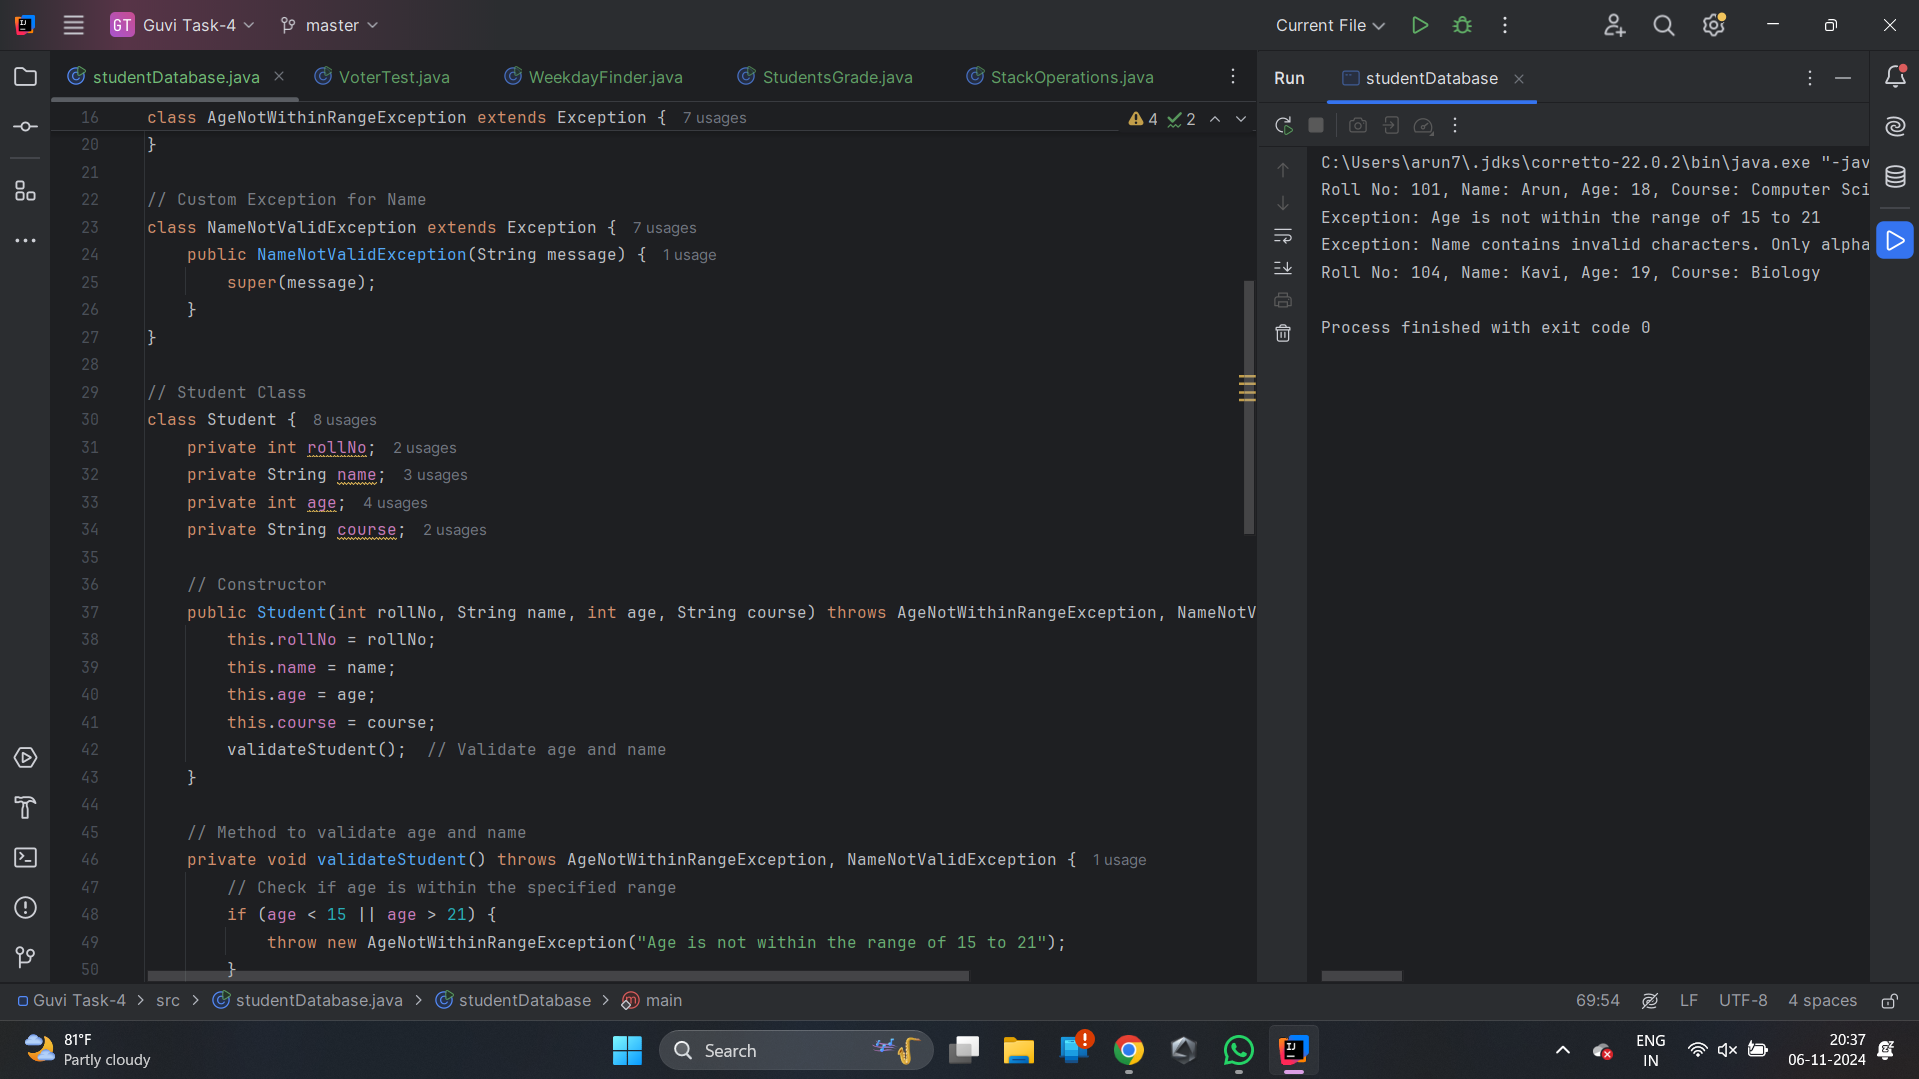 GT Guvi Task-4 master Current File
studentDatabase.java VoterTest.java WeekdayFinder.java StudentsGrade.java StackOperations.java
Run studentDatabase
16 class AgeNotWithinRangeException extends Exception { 7 usages 4 2
20 }
21
22 // Custom Exception for Name
23 class NameNotValidException extends Exception { 7 usages
24 public NameNotValidException(String message) { 1 usage
25 super(message);
26 }
27 }
28
29 // Student Class
30 class Student { 8 usages
31 private int rollNo; 2 usages
32 private String name; 3 usages
33 private int age; 4 usages
34 private String course; 2 usages
35
36 // Constructor
37 public Student(int rollNo, String name, int age, String course) throws AgeNotWithinRangeException, NameNotV
38 this.rollNo = rollNo;
39 this.name = name;
40 this.age = age;
41 this.course = course;
42 validateStudent(); // Validate age and name
43 }
44
45 // Method to validate age and name
46 private void validateStudent() throws AgeNotWithinRangeException, NameNotValidException { 1 usage
47 // Check if age is within the specified range
48 if (age < 15 || age > 21) {
49 throw new AgeNotWithinRangeException("Age is not within the range of 15 to 21");
50 }
C:\Users\arun7\.jdks\corretto-22.0.2\bin\java.exe "-jav
Roll No: 101, Name: Arun, Age: 18, Course: Computer Sci
Exception: Age is not within the range of 15 to 21
Exception: Name contains invalid characters. Only alpha
Roll No: 104, Name: Kavi, Age: 19, Course: Biology
Process finished with exit code 0
Guvi Task-4 > src > studentDatabase.java > studentDatabase > main
69:54 LF UTF-8 4 spaces
81°F
Partly cloudy
Search
ENG
IN
20:37
06-11-2024